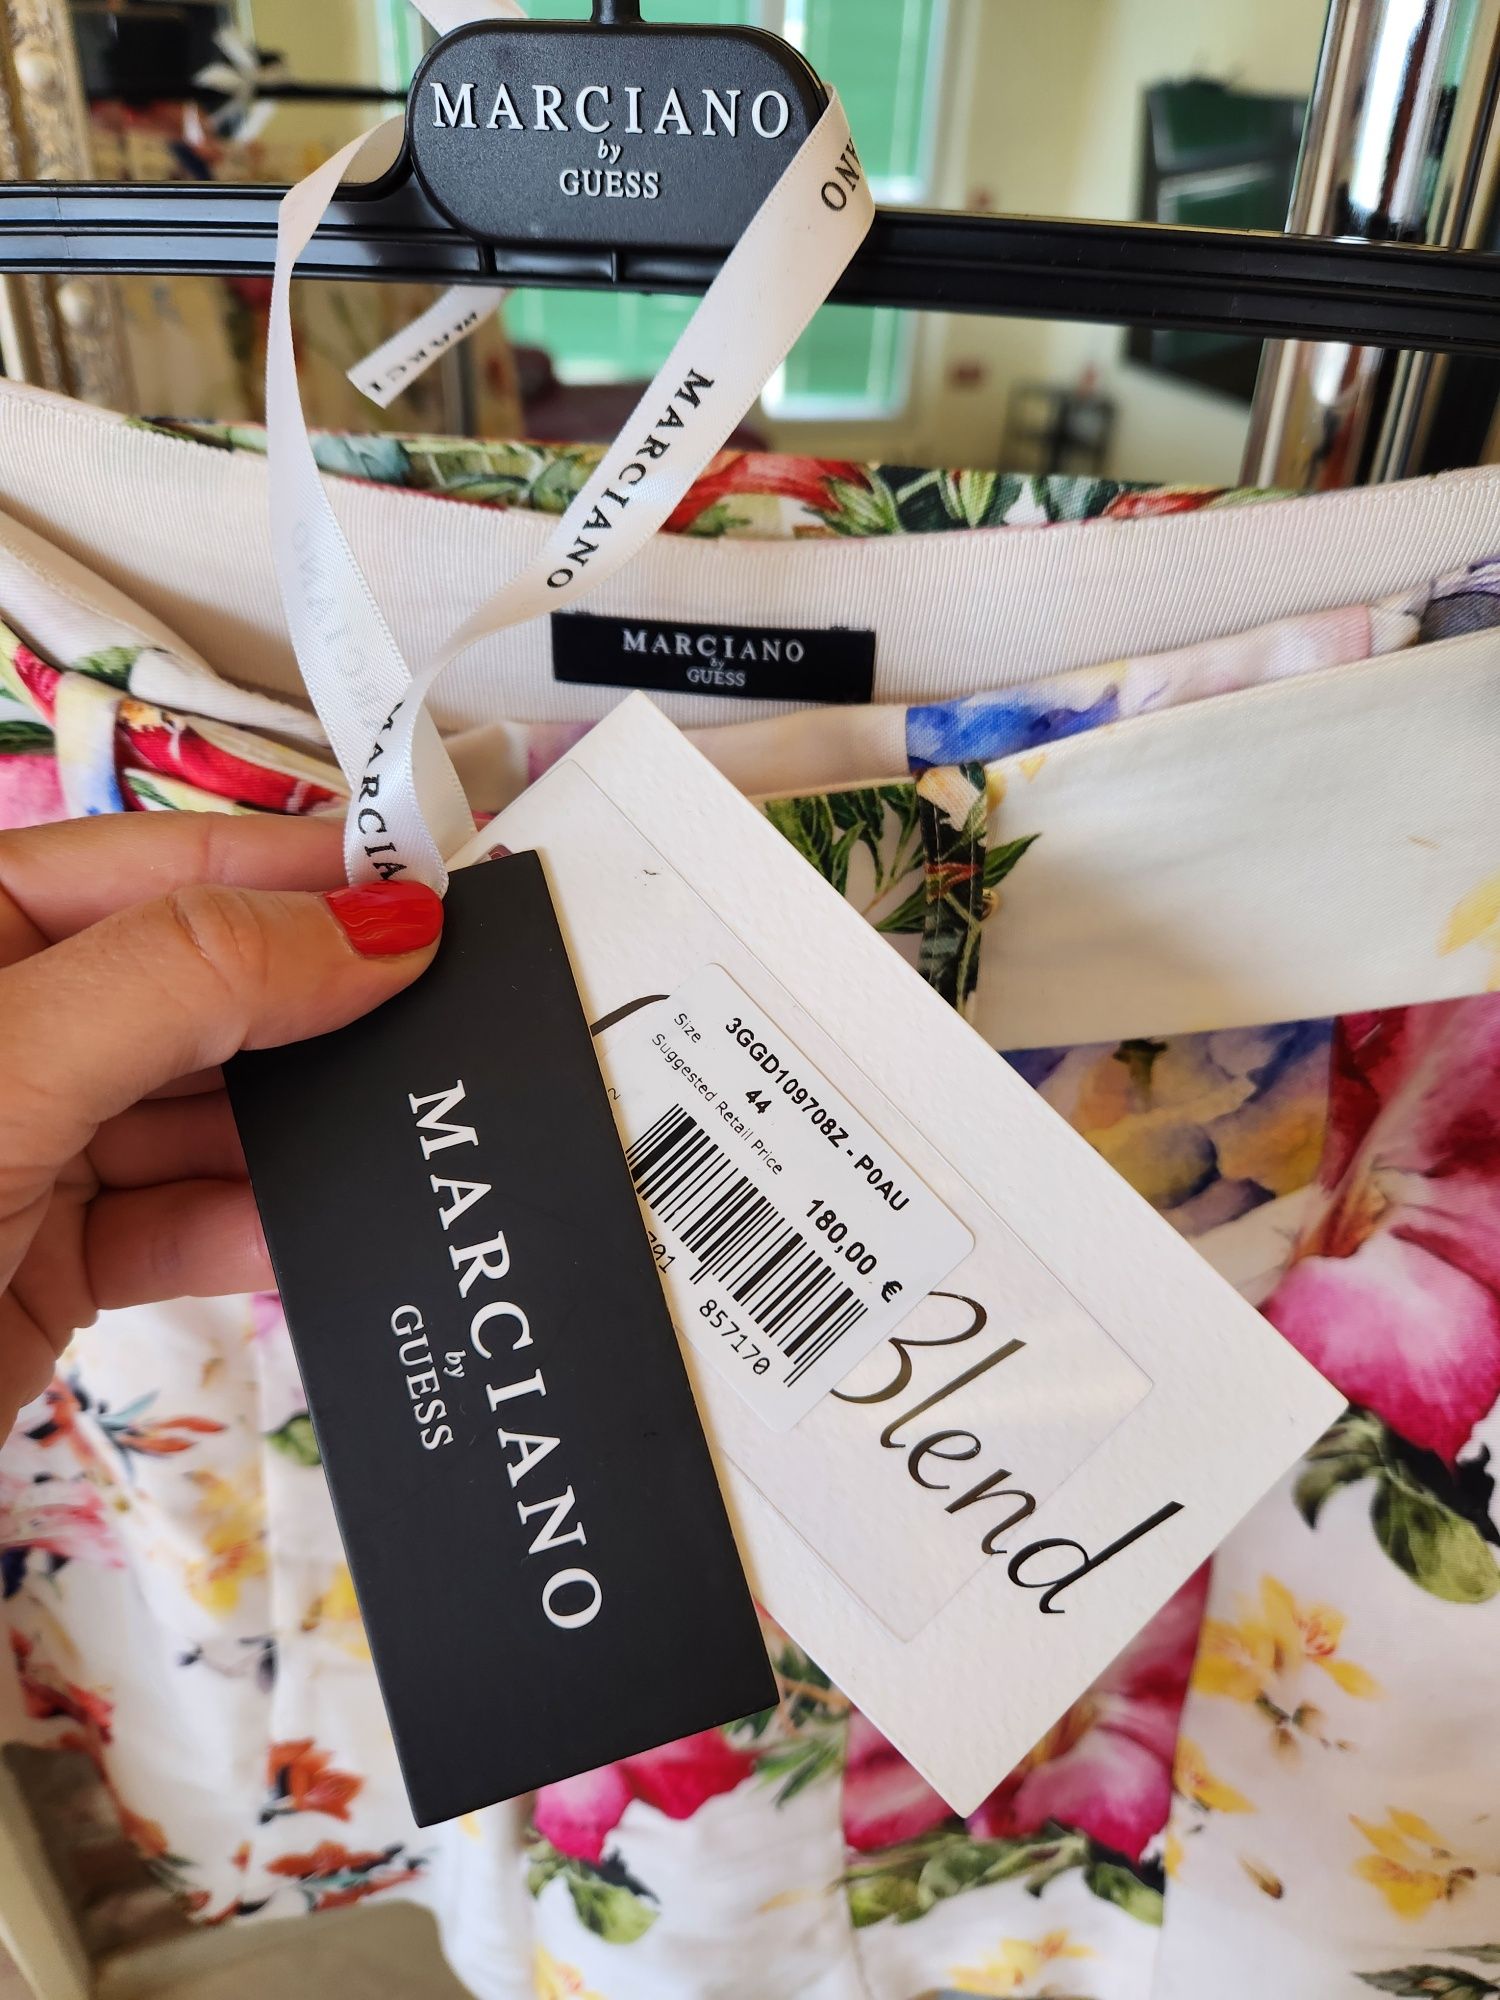 MARCIANO
by
GUESS
MARCIANO
MARCIANO
by
GUESS
3GGD109708Z - P0AU
Size 44
Suggested Retail Price
180,00 €
791 857170
Blend
MARCIANO
by
GUESS